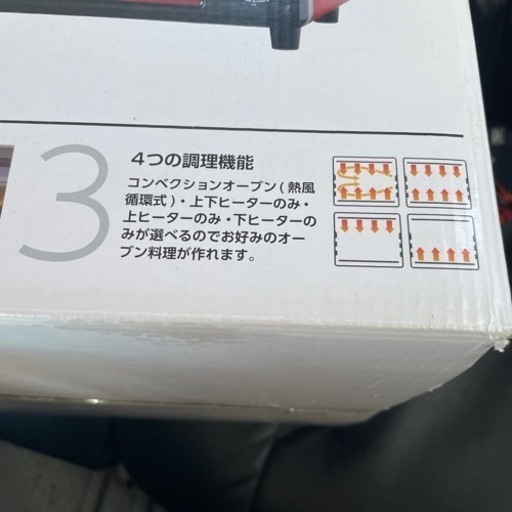 3
4つの調理機能
コンベクションオーブン(熱風
循環式)・上下ヒーターのみ・
上ヒーターのみ・下ヒーターの
みが選べるのでお好みのオー
ブン料理が作れます。